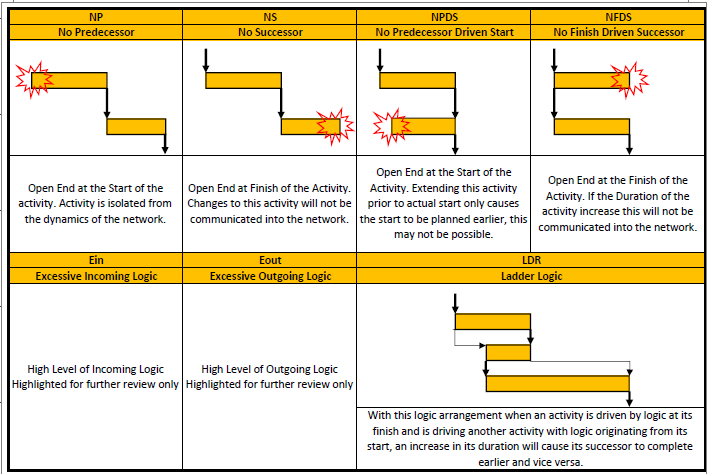 NP
No Predecessor
NS
No Successor
NPDS
No Predecessor Driven Start
NFDS
No Finish Driven Successor
Open End at the Start of the
activity. Activity is isolated from
the dynamics of the network.
Open End at Finish of the Activity.
Changes to this activity will not be
communicated into the network.
Open End at the Start of the
Activity. Extending this activity
prior to actual start only causes
the start to be planned earlier, this
may not be possible.
Open End at the Finish of the
Activity. If the Duration of the
activity increase this will not be
communicated into the network.
Ein
Excessive Incoming Logic
Eout
Excessive Outgoing Logic
LDR
Ladder Logic
High Level of Incoming Logic
Highlighted for further review only
High Level of Outgoing Logic
Highlighted for further review only
With this logic arrangement when an activity is driven by logic at its
finish and is driving another activity with logic originating from its
start, an increase in its duration will cause its successor to complete
earlier and vice versa.